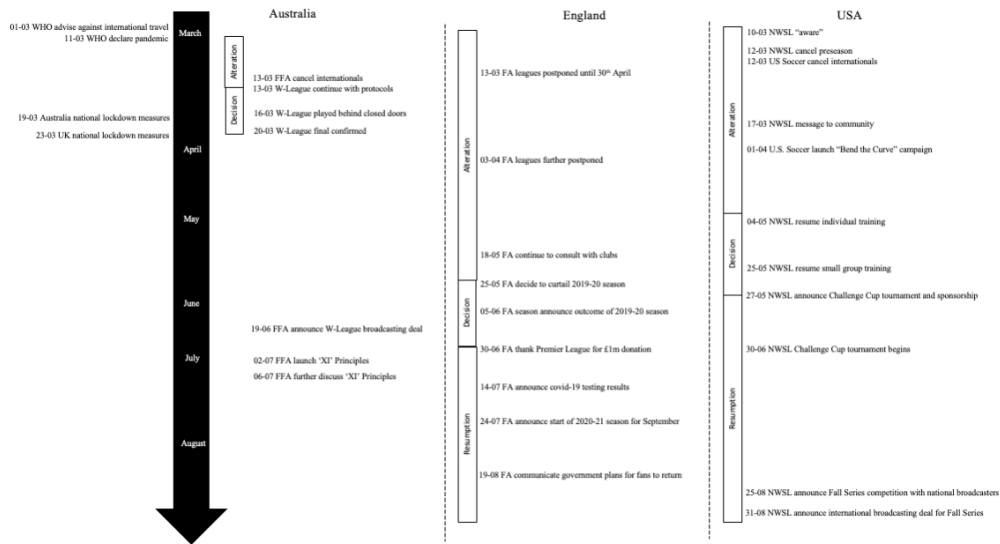 Australia
England
USA
01-03 WHO advise against international travel
11-03 WHO declare pandemic
19-03 Australia national lockdown measures
23-03 UK national lockdown measures
March
April
May
June
July
August
Alteration
Decision
13-03 FFA cancel internationals
13-03 W-League continue with protocols
16-03 W-League played behind closed doors
20-03 W-League final confirmed
19-06 FFA announce W-League broadcasting deal
02-07 FFA launch ‘XI’ Principles
06-07 FFA further discuss ‘XI’ Principles
Alteration
Decision
Resumption
13-03 FA leagues postponed until 30th April
03-04 FA leagues further postponed
18-05 FA continue to consult with clubs
25-05 FA decide to curtail 2019-20 season
05-06 FA season announce outcome of 2019-20 season
30-06 FA thank Premier League for £1m donation
14-07 FA announce covid-19 testing results
24-07 FA announce start of 2020-21 season for September
19-08 FA communicate government plans for fans to return
Alteration
Decision
Resumption
10-03 NWSL “aware”
12-03 NWSL cancel preseason
12-03 US Soccer cancel internationals
17-03 NWSL message to community
01-04 U.S. Soccer launch “Bend the Curve” campaign
04-05 NWSL resume individual training
25-05 NWSL resume small group training
27-05 NWSL announce Challenge Cup tournament and sponsorship
30-06 NWSL Challenge Cup tournament begins
25-08 NWSL announce Fall Series competition with national broadcasters
31-08 NWSL announce international broadcasting deal for Fall Series